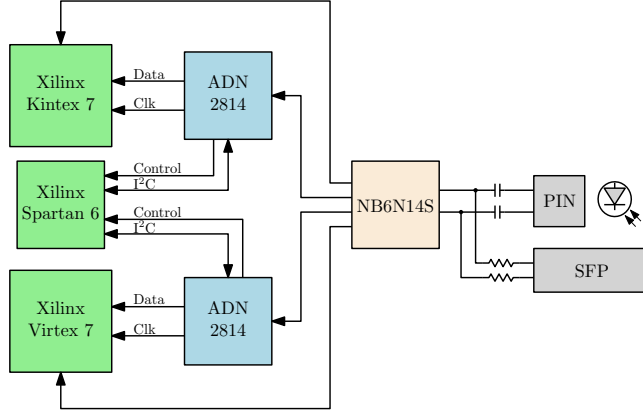 Xilinx
Kintex 7
Data
Clk
ADN
2814
Xilinx
Spartan 6
Control
I²C
Control
I²C
NB6N14S
PIN
SFP
Xilinx
Virtex 7
Data
Clk
ADN
2814